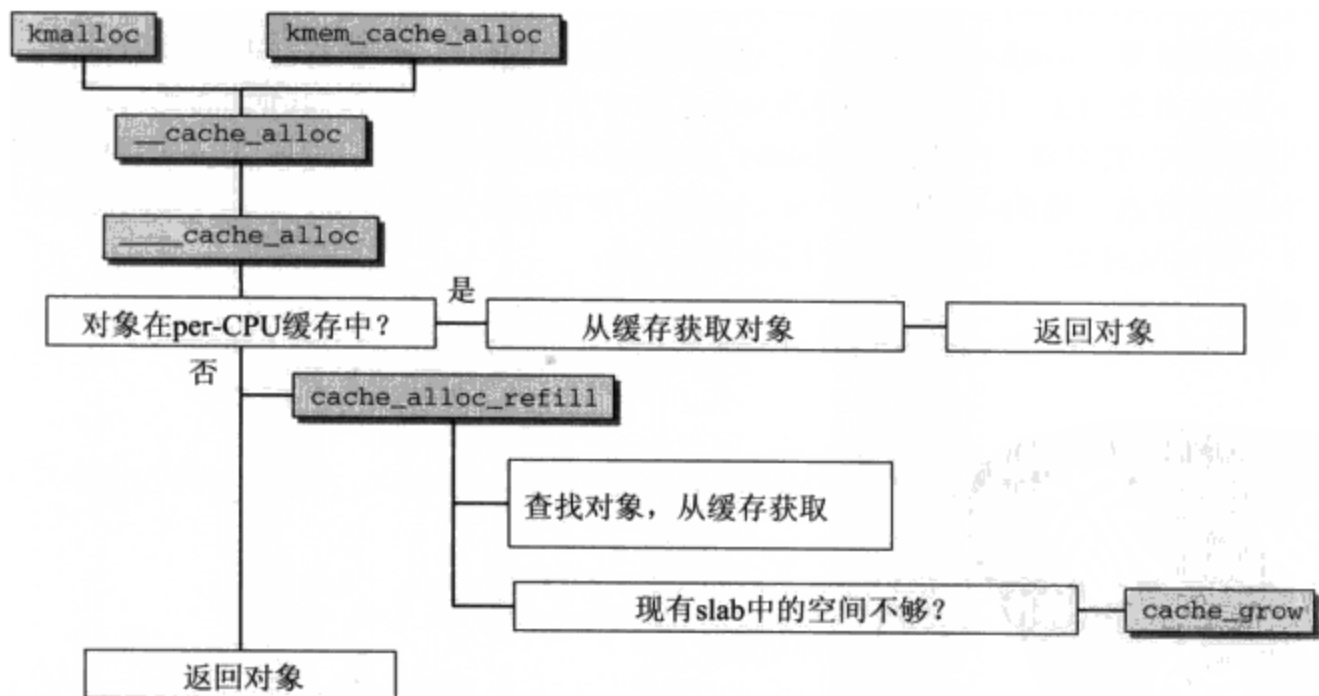 kmalloc
kmem_cache_alloc
__cache_alloc
____cache_alloc
对象在per-CPU缓存中?
是
从缓存获取对象
返回对象
否
cache_alloc_refill
查找对象，从缓存获取
现有slab中的空间不够?
cache_grow
返回对象